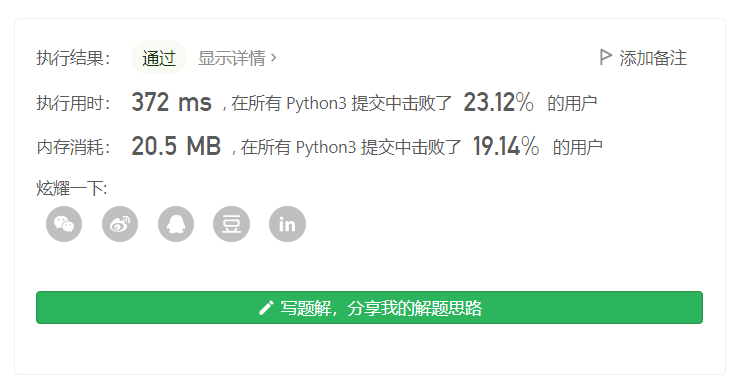 执行结果： 通过 显示详情 › 添加备注
执行用时： 372 ms , 在所有 Python3 提交中击败了 23.12% 的用户
内存消耗： 20.5 MB , 在所有 Python3 提交中击败了 19.14% 的用户
炫耀一下:
豆 in
写题解，分享我的解题思路